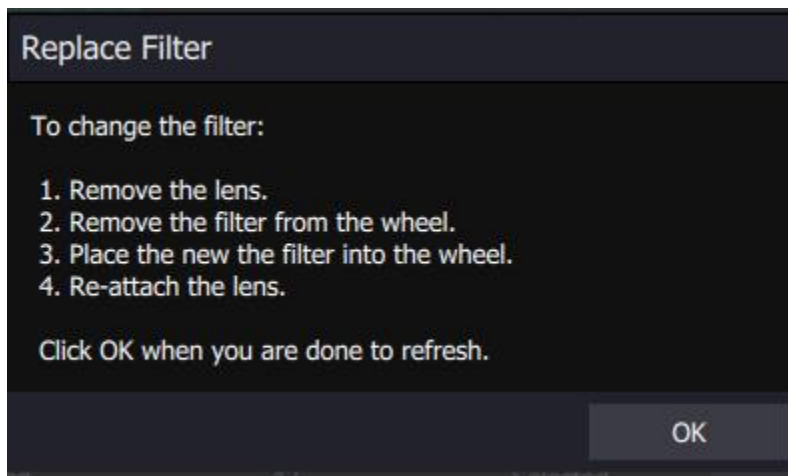 Replace Filter
To change the filter:
1. Remove the lens.
2. Remove the filter from the wheel.
3. Place the new the filter into the wheel.
4. Re-attach the lens.
Click OK when you are done to refresh.
OK